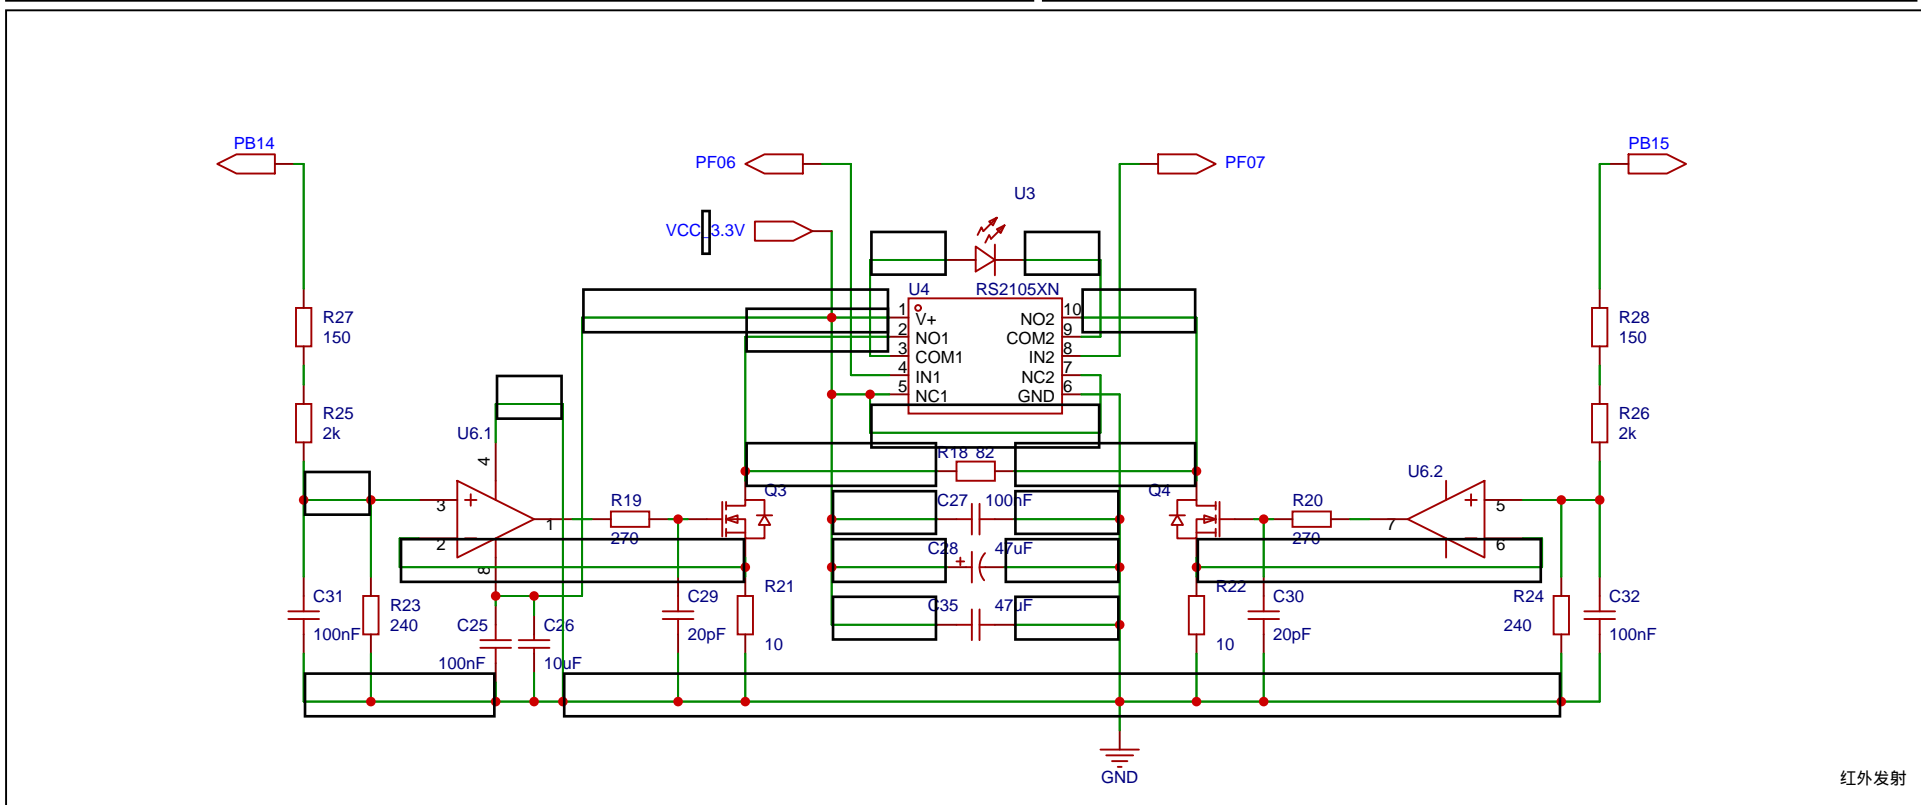 PB14
PF06
PF07
PB15
U3
VCC_3.3V
U4
RS2105XN
1
V+
2
NO1
3
COM1
4
IN1
5
NC1
10
NO2
9
COM2
8
IN2
7
NC2
6
GND
R27
150
R28
150
R25
2k
R26
2k
U6.1
4
3
2
1
8
R19
270
Q3
R18 82
C27 100nF
C28 47uF
C35 47uF
Q4
R20
270
U6.2
5
6
7
C31
100nF
R23
240
C25
100nF
C26
10uF
C29
20pF
R21
10
R22
10
C30
20pF
R24
240
C32
100nF
GND
红外发射